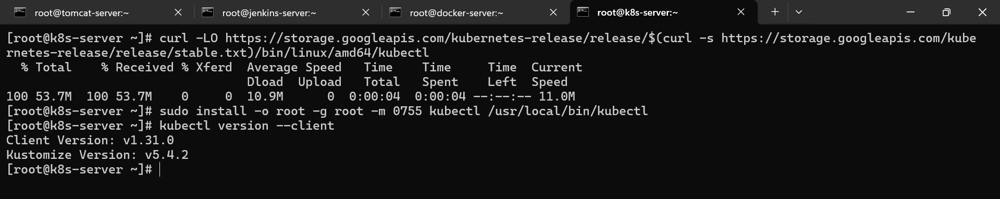 root@tomcat-server:~
root@jenkins-server:~
root@docker-server:~
root@k8s-server:~
[root@k8s-server ~]# curl -LO https://storage.googleapis.com/kubernetes-release/release/$(curl -s https://storage.googleapis.com/kube
rnetes-release/release/stable.txt)/bin/linux/amd64/kubectl
  % Total    % Received % Xferd  Average Speed   Time    Time     Time  Current
                                 Dload  Upload   Total   Spent    Left  Speed
100 53.7M  100 53.7M    0     0  10.9M      0  0:00:04  0:00:04 --:--:-- 11.0M
[root@k8s-server ~]# sudo install -o root -g root -m 0755 kubectl /usr/local/bin/kubectl
[root@k8s-server ~]# kubectl version --client
Client Version: v1.31.0
Kustomize Version: v5.4.2
[root@k8s-server ~]#